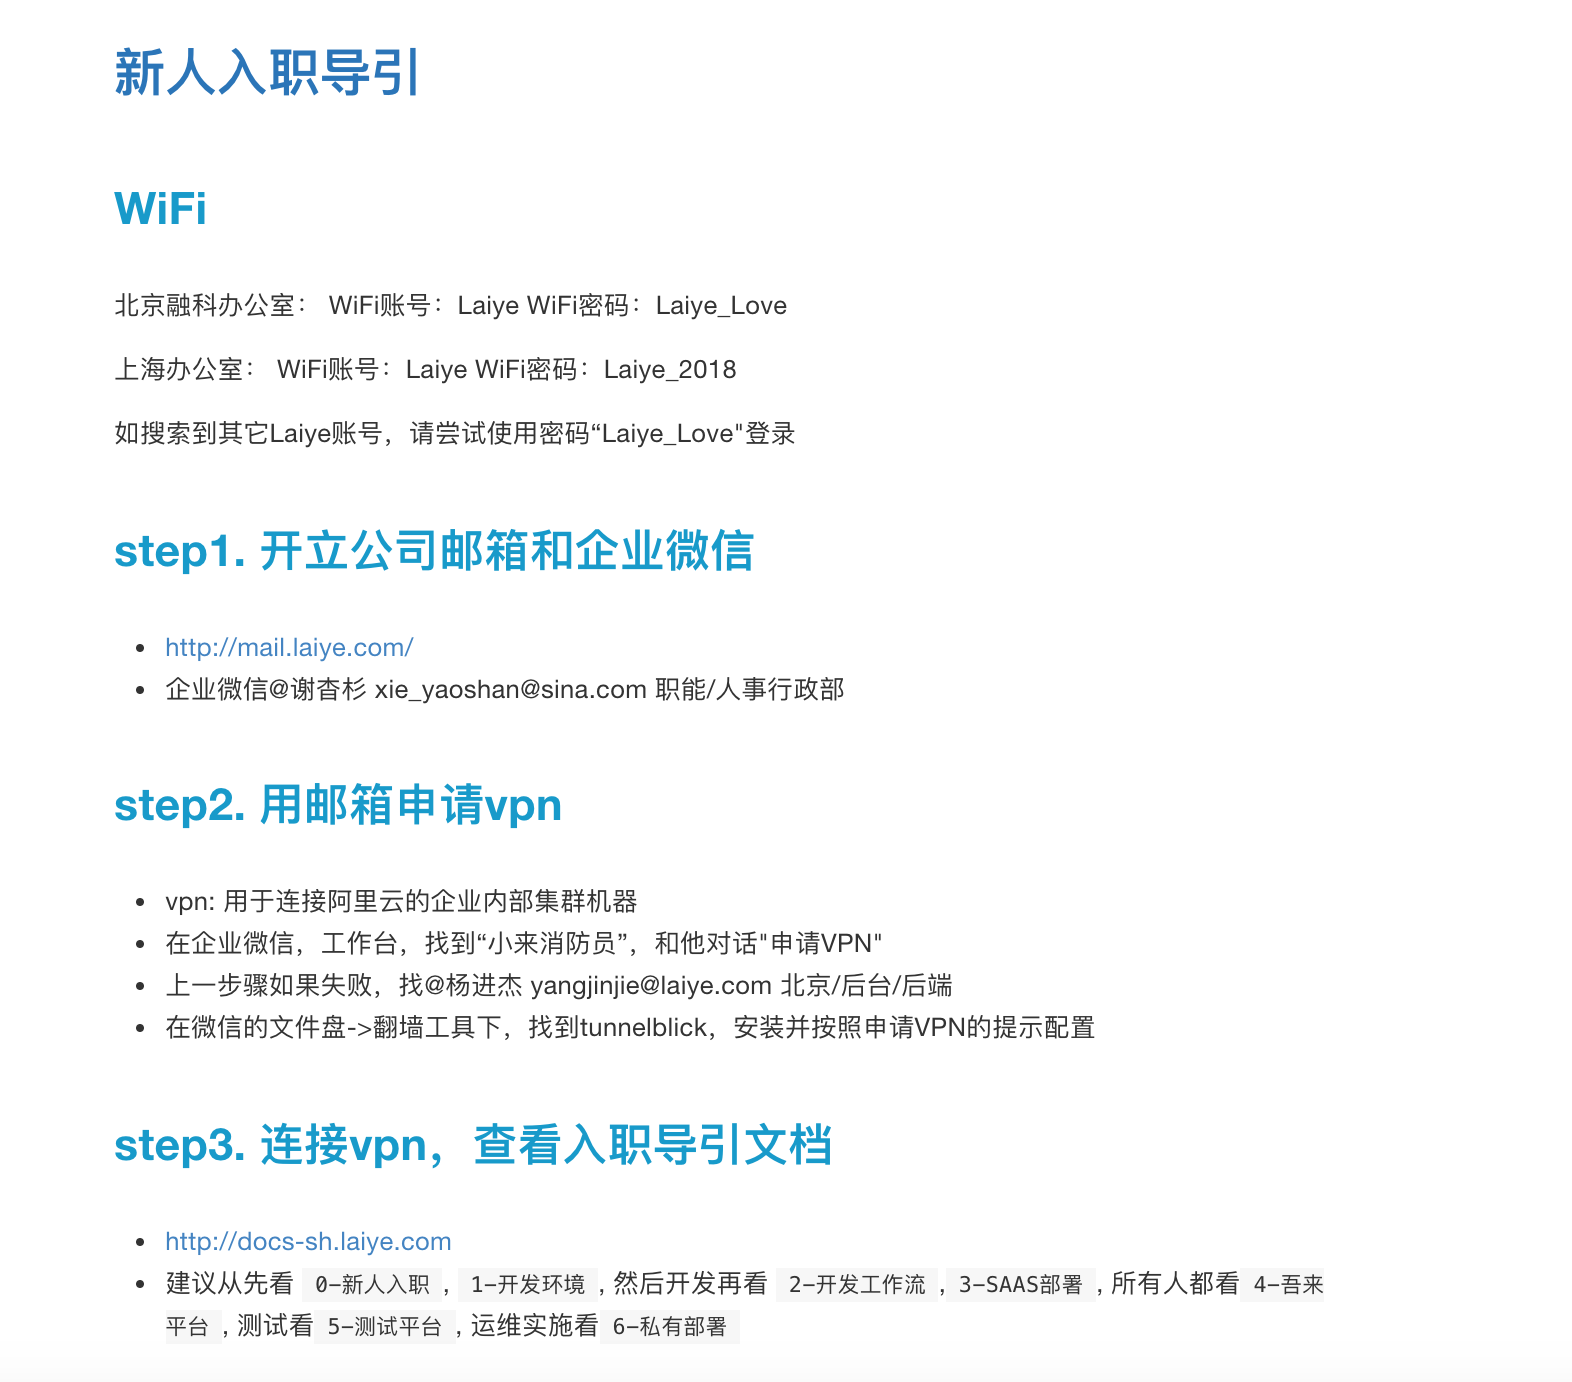 新人入职导引
WiFi
北京融科办公室： WiFi账号：Laiye WiFi密码：Laiye_Love
上海办公室： WiFi账号：Laiye WiFi密码：Laiye_2018
如搜索到其它Laiye账号，请尝试使用密码“Laiye_Love"登录
step1. 开立公司邮箱和企业微信
• http://mail.laiye.com/
• 企业微信@谢杳杉 xie_yaoshan@sina.com 职能/人事行政部
step2. 用邮箱申请vpn
• vpn: 用于连接阿里云的企业内部集群机器
• 在企业微信，工作台，找到“小来消防员”，和他对话"申请VPN"
• 上一步骤如果失败，找@杨进杰 yangjinjie@laiye.com 北京/后台/后端
• 在微信的文件盘->翻墙工具下，找到tunnelblick，安装并按照申请VPN的提示配置
step3. 连接vpn，查看入职导引文档
• http://docs-sh.laiye.com
• 建议从先看 0-新人入职 , 1-开发环境 , 然后开发再看 2-开发工作流 , 3-SAAS部署 , 所有人都看 4-吾来
平台 , 测试看 5-测试平台 , 运维实施看 6-私有部署